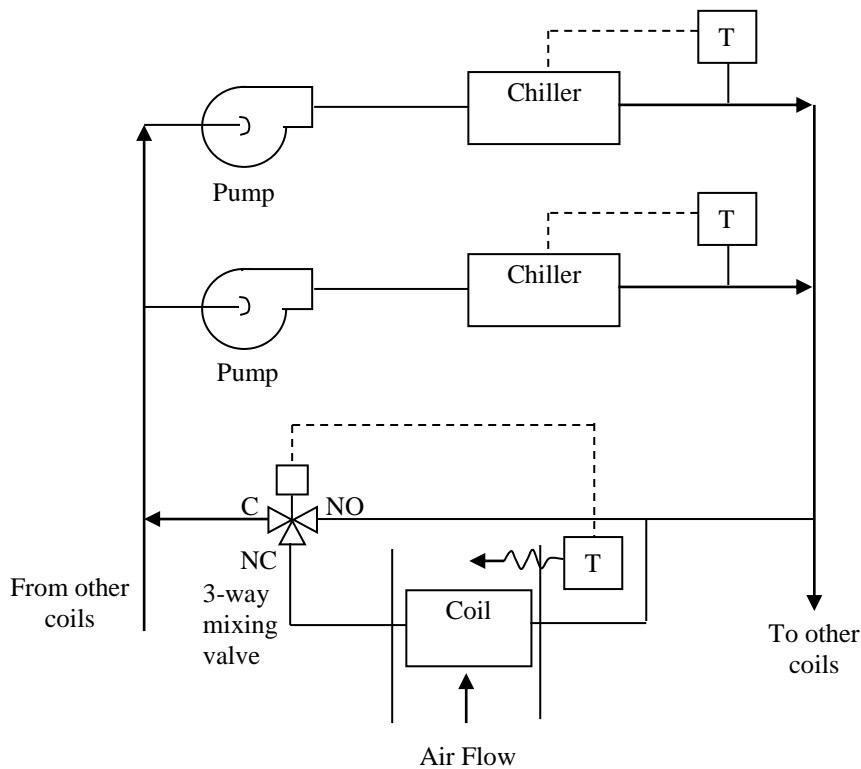 T
Chiller
Pump
T
Chiller
Pump
C
NO
NC
T
From other
coils
3-way
mixing
valve
Coil
To other
coils
Air Flow